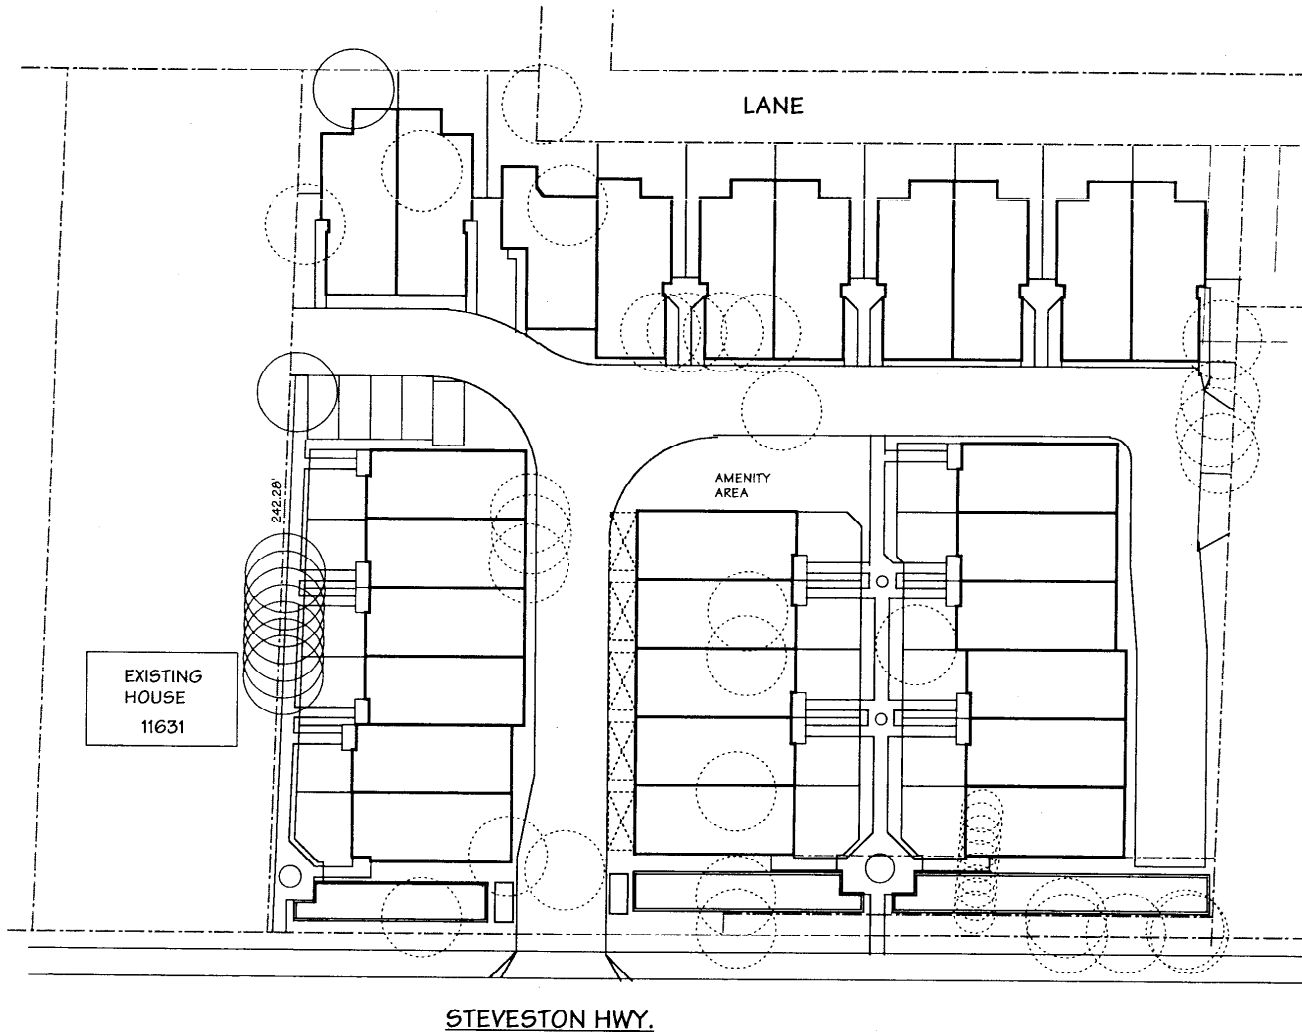 LANE
AMENITY
AREA
242.28'
EXISTING
HOUSE
11631
STEVESTON HWY.